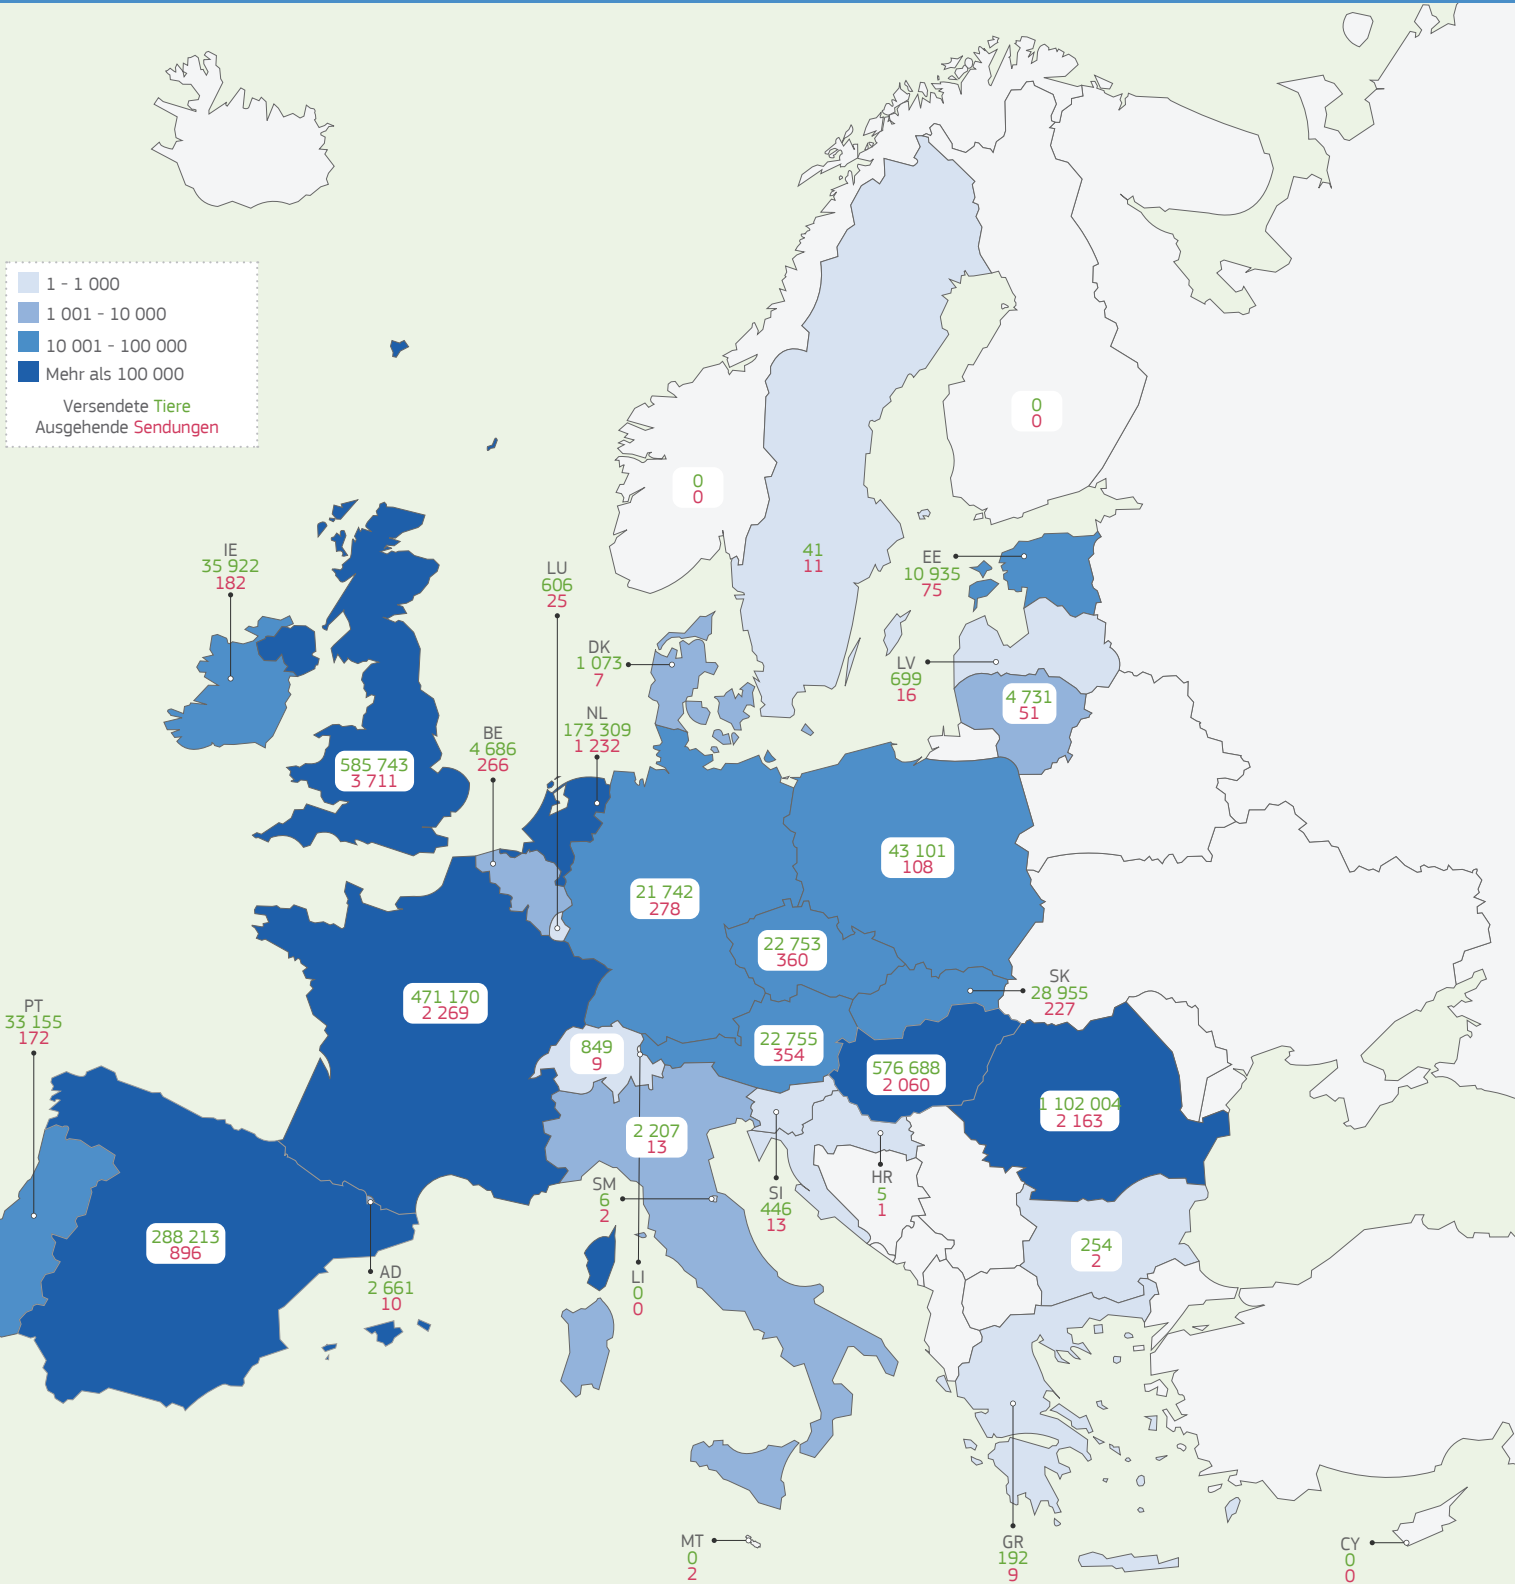 1 - 1 000
1 001 - 10 000
10 001 - 100 000
Mehr als 100 000
Versendete Tiere
Ausgehende Sendungen
0
0
0
0
41
11
IE
35 922
182
LU
606
25
EE
10 935
75
DK
1 073
7
LV
699
16
4 731
51
NL
173 309
1 232
BE
4 686
266
585 743
3 711
43 101
108
21 742
278
22 753
360
SK
28 955
227
471 170
2 269
PT
33 155
172
22 755
354
849
9
576 688
2 060
1 102 004
2 163
2 207
13
HR
5
1
SM
6
2
SI
446
13
288 213
896
254
2
AD
2 661
10
LI
0
0
MT
0
2
GR
192
9
CY
0
0